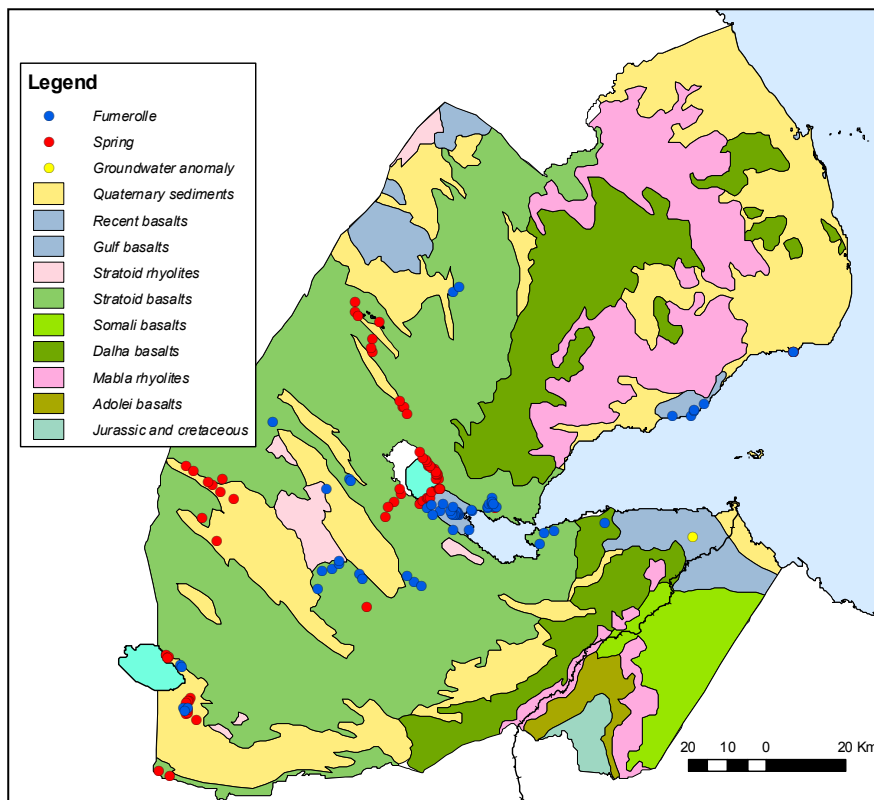 Legend
Fumerolle
Spring
Groundwater anomaly
Quaternary sediments
Recent basalts
Gulf basalts
Stratoid rhyolites
Stratoid basalts
Somali basalts
Dalha basalts
Mabla rhyolites
Adolei basalts
Jurassic and cretaceous
20 10 0 20 Km